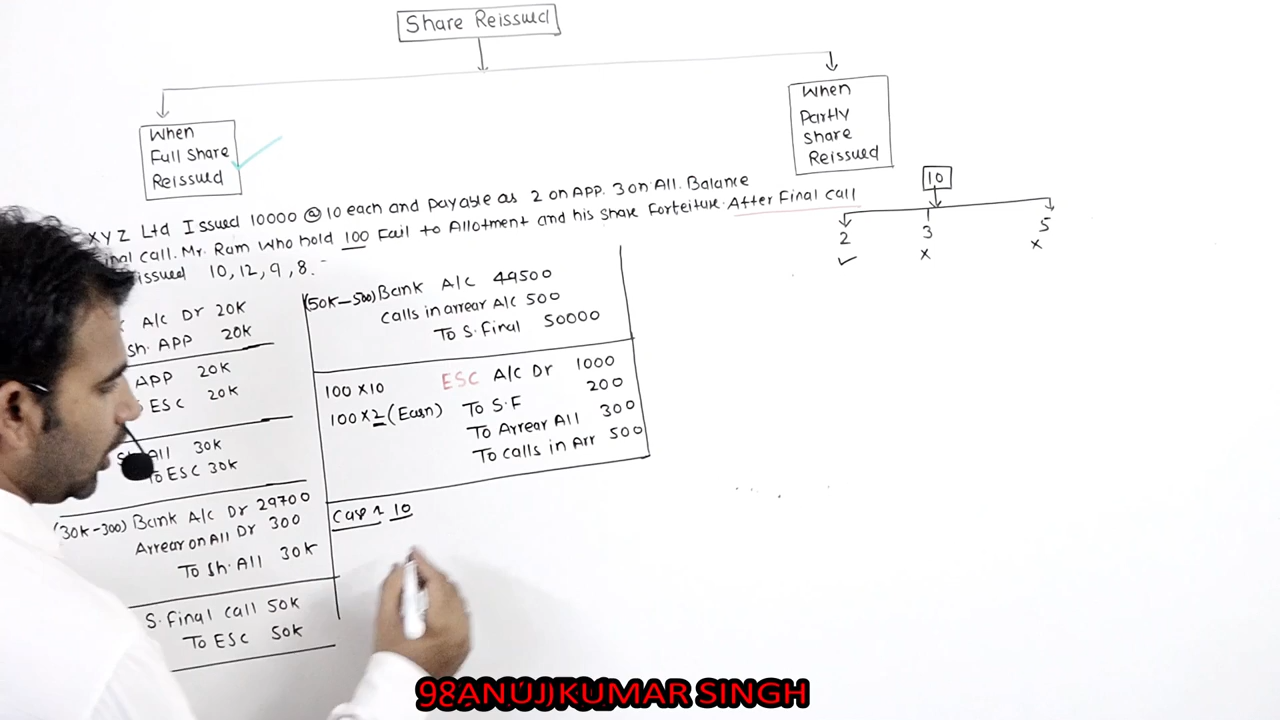 Share Reissued
When
Full Share
Reissued
When
Partly
Share
Reissued
XYZ Ltd Issued 10000 @ 10 each and payable as 2 on APP. 3 on All. Balance
call. Mr. Ram who hold 100 Fail to Allotment and his share Forfeiture. After Final call
issued 10, 12, 9, 8.
10
2 3 5
✓ x x
A/C Dr 20K
Sh. APP 20K
APP 20K
ESC 20K
All 30K
To ESC 30K
(30K-300) Bank A/C Dr 29700
Arrear on All Dr 300
To Sh. All 30K
S. Final call 50K
To ESC 50K
(50K-500) Bank A/C 49500
Calls in arrear A/C 500
To S. Final 50000
100 x 10 ESC A/C Dr 1000
100 x 2 (Earn) To S.F 200
To Arrear All 300
To calls in Arr 500
Case 1 10
98ANUJ KUMAR SINGH